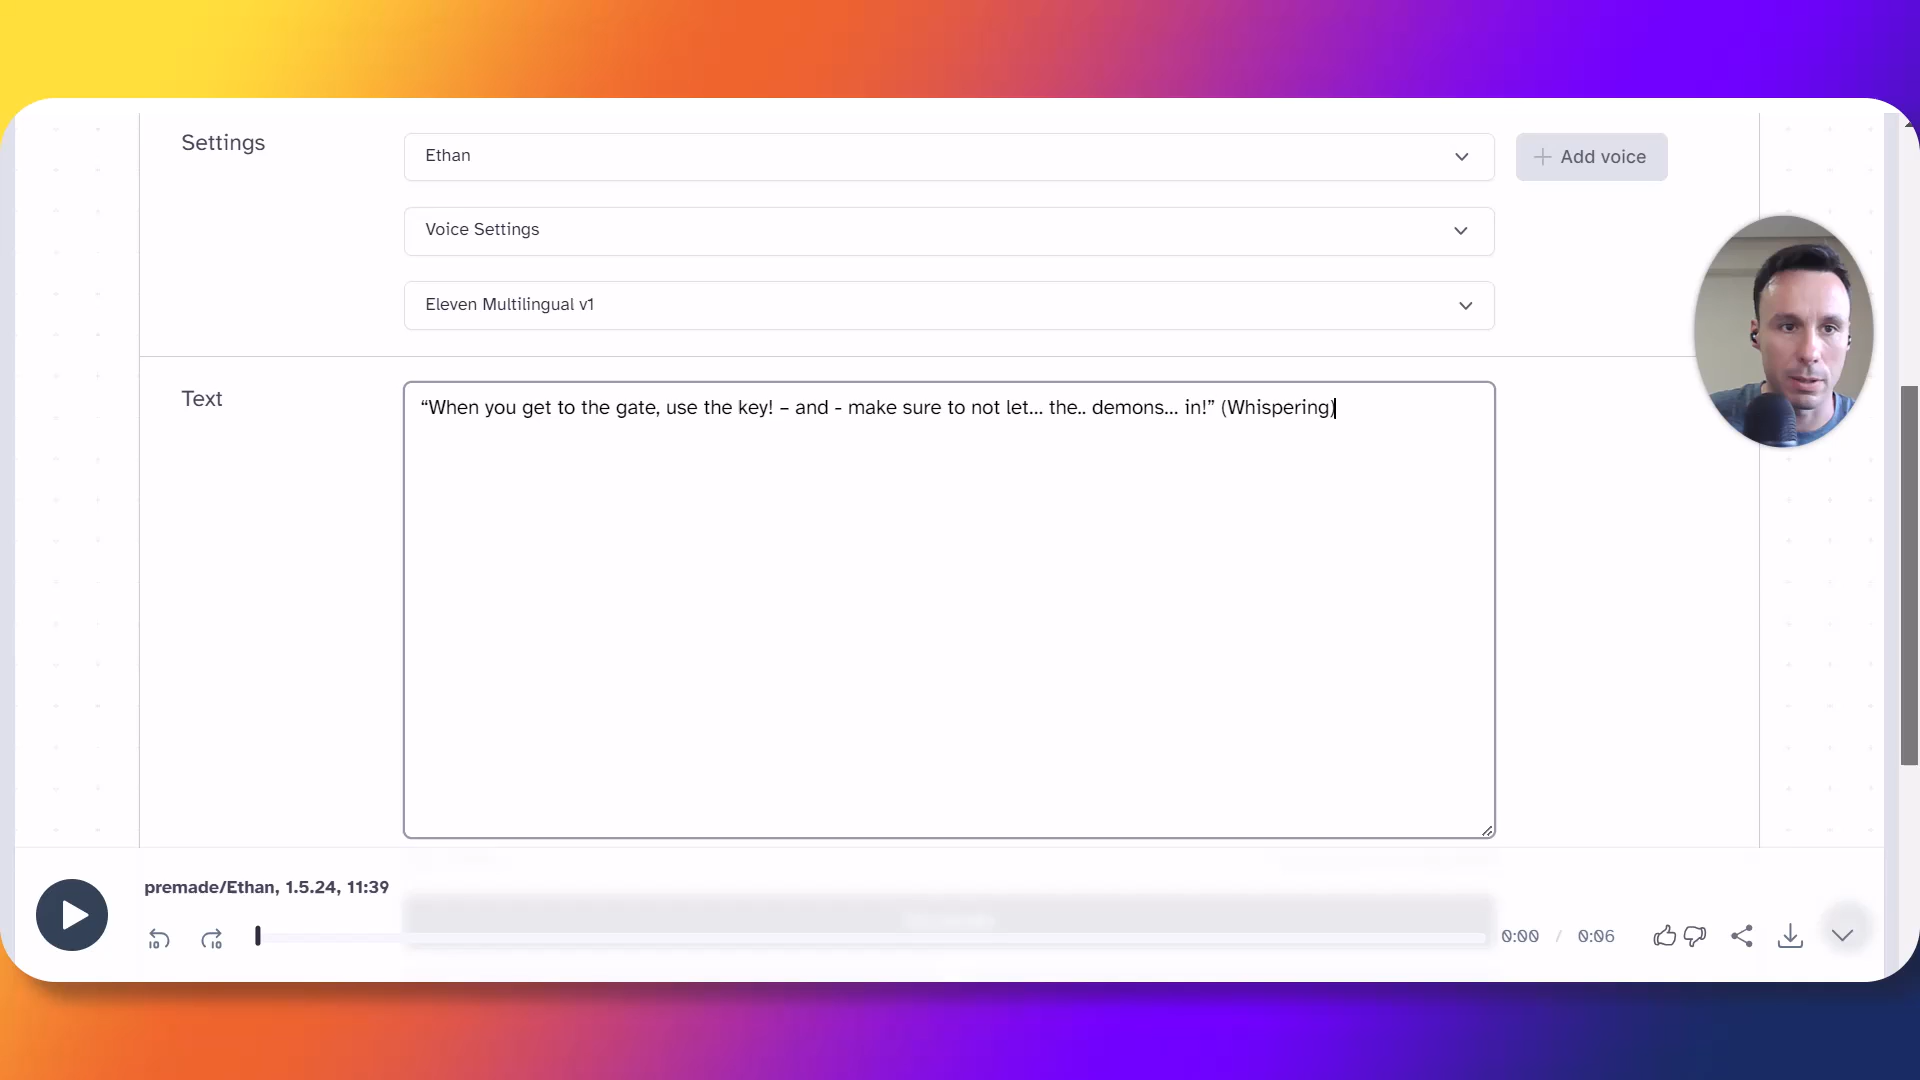 Settings
Ethan
Add voice
Voice Settings
Eleven Multilingual v1
Text
“When you get to the gate, use the key! – and - make sure to not let... the.. demons... in!” (Whispering)
premade/Ethan, 1.5.24, 11:39
10
10
0:00 / 0:06